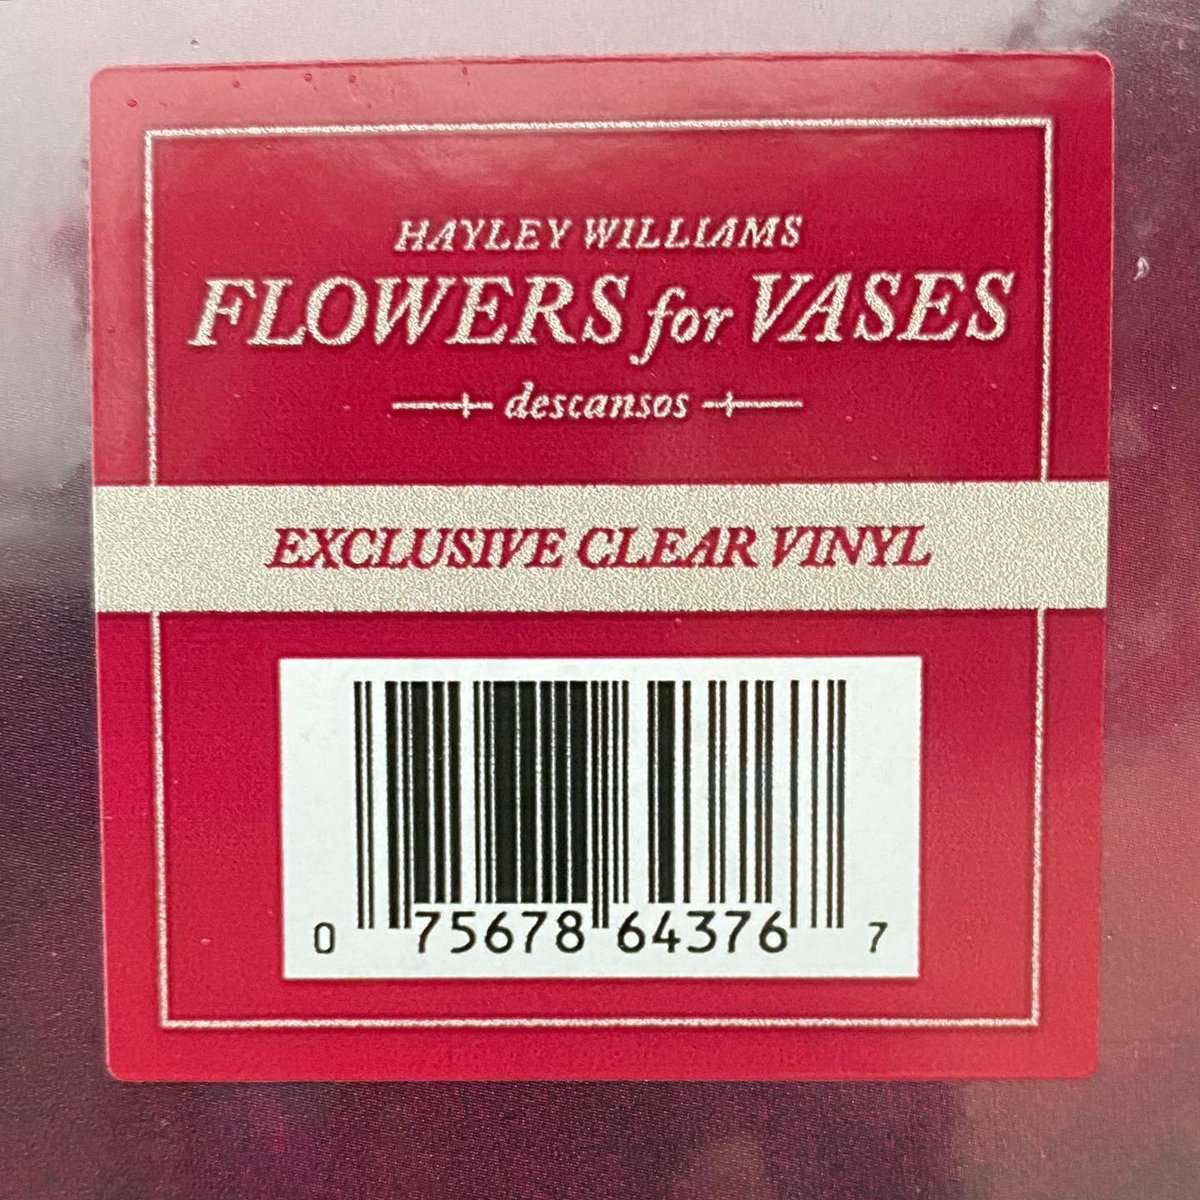 HAYLEY WILLIAMS
FLOWERS for VASES
descansos
EXCLUSIVE CLEAR VINYL
0 75678 64376 7